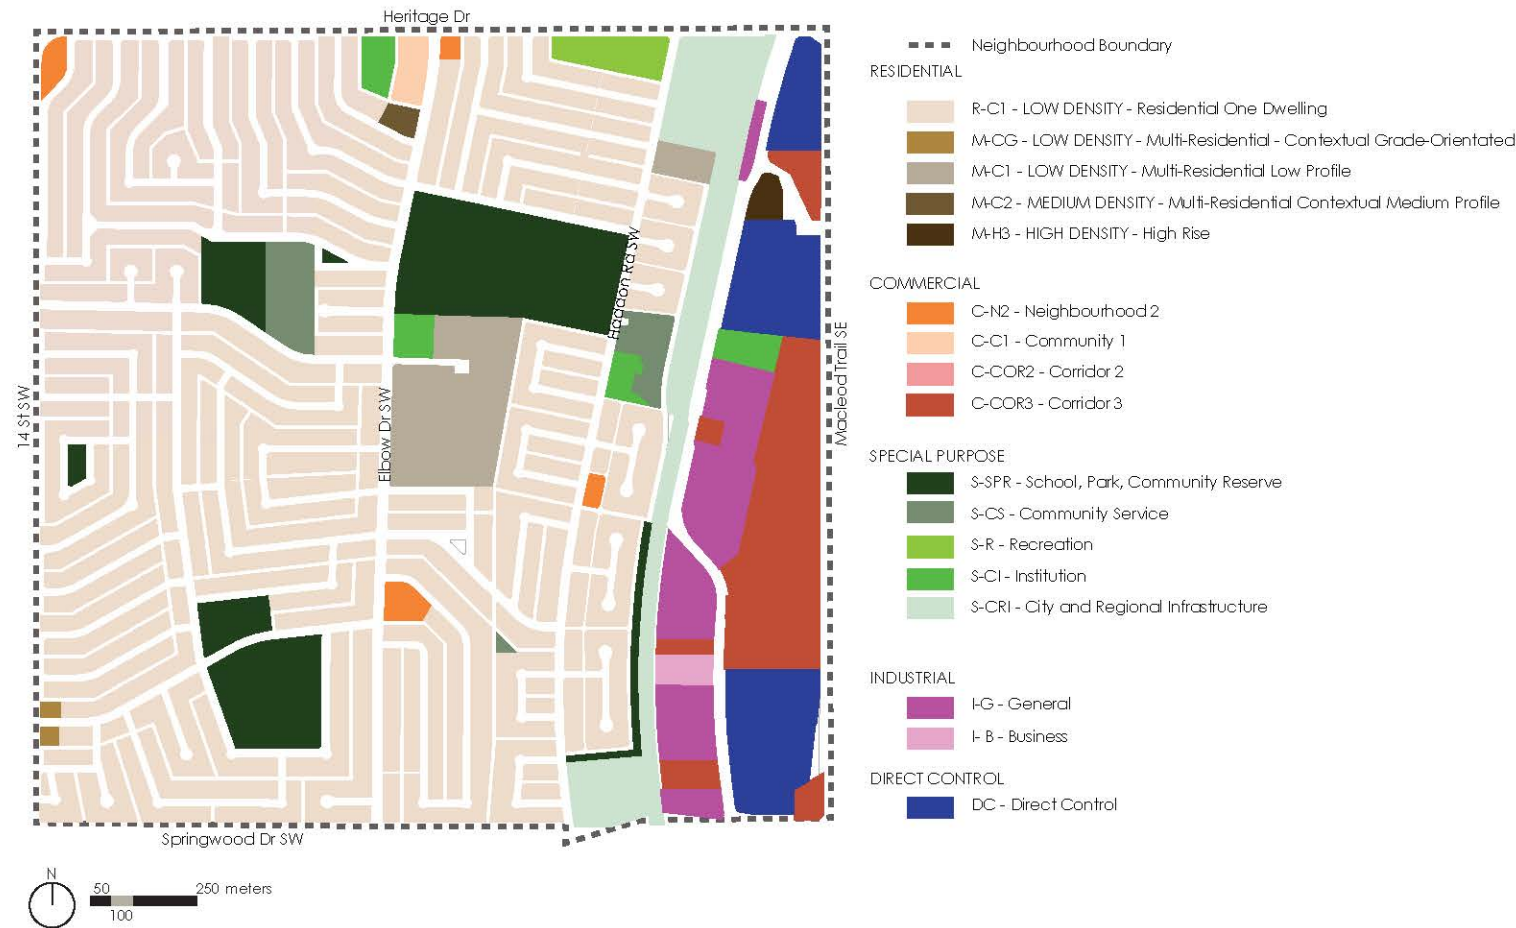 Heritage Dr
Haddon Rd SW
14 St SW
Elbow Dr SW
Macleod Trail SE
Springwood Dr SW
N
50
250 meters
100
Neighbourhood Boundary
RESIDENTIAL
R-C1 - LOW DENSITY - Residential One Dwelling
M-CG - LOW DENSITY - Multi-Residential - Contextual Grade-Orientated
M-C1 - LOW DENSITY - Multi-Residential Low Profile
M-C2 - MEDIUM DENSITY - Multi-Residential Contextual Medium Profile
M-H3 - HIGH DENSITY - High Rise
COMMERCIAL
C-N2 - Neighbourhood 2
C-C1 - Community 1
C-COR2 - Corridor 2
C-COR3 - Corridor 3
SPECIAL PURPOSE
S-SPR - School, Park, Community Reserve
S-CS - Community Service
S-R - Recreation
S-CI - Institution
S-CRI - City and Regional Infrastructure
INDUSTRIAL
I-G - General
I- B - Business
DIRECT CONTROL
DC - Direct Control